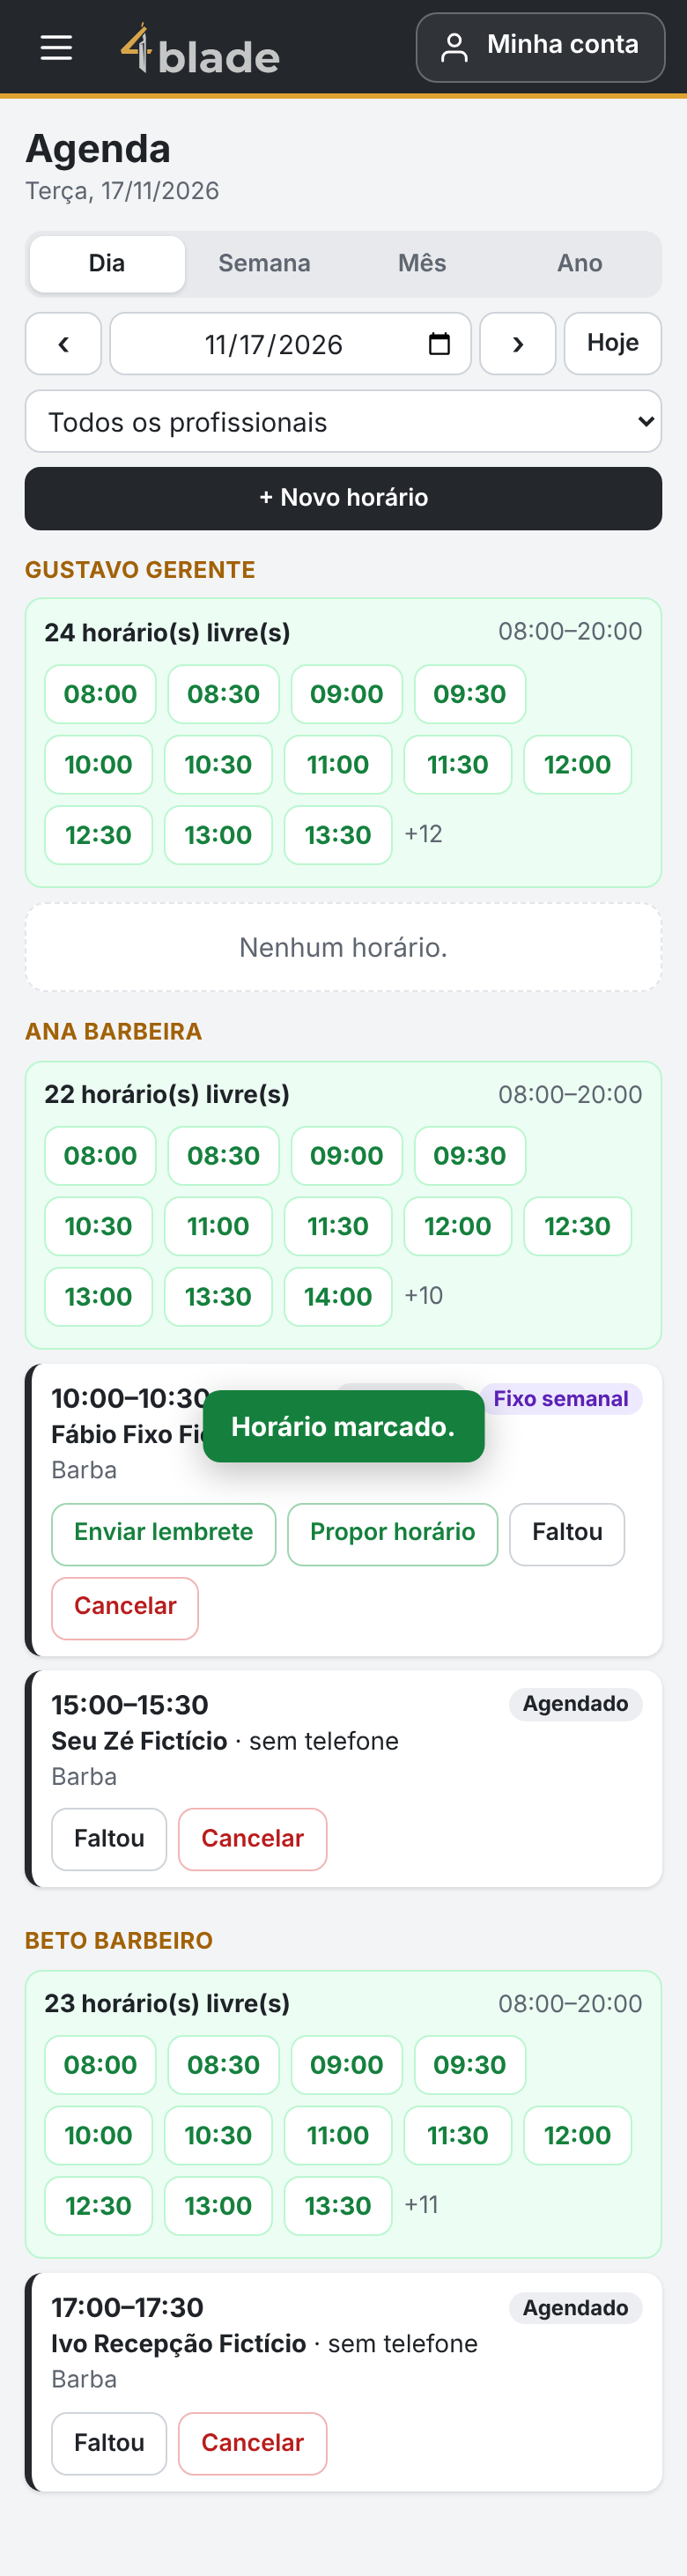 4blade
Minha conta
Agenda
Terça, 17/11/2026
Dia Semana Mês Ano
‹ 11/17/2026 › Hoje
Todos os profissionais
+ Novo horário
GUSTAVO GERENTE
24 horário(s) livre(s) 08:00–20:00
08:00 08:30 09:00 09:30
10:00 10:30 11:00 11:30 12:00
12:30 13:00 13:30 +12
Nenhum horário.
ANA BARBEIRA
22 horário(s) livre(s) 08:00–20:00
08:00 08:30 09:00 09:30
10:30 11:00 11:30 12:00 12:30
13:00 13:30 14:00 +10
10:00–10:30 Fixo semanal
Fábio Fixo
Horário marcado.
Barba
Enviar lembrete Propor horário Faltou
Cancelar
15:00–15:30 Agendado
Seu Zé Fictício · sem telefone
Barba
Faltou Cancelar
BETO BARBEIRO
23 horário(s) livre(s) 08:00–20:00
08:00 08:30 09:00 09:30
10:00 10:30 11:00 11:30 12:00
12:30 13:00 13:30 +11
17:00–17:30 Agendado
Ivo Recepção Fictício · sem telefone
Barba
Faltou Cancelar